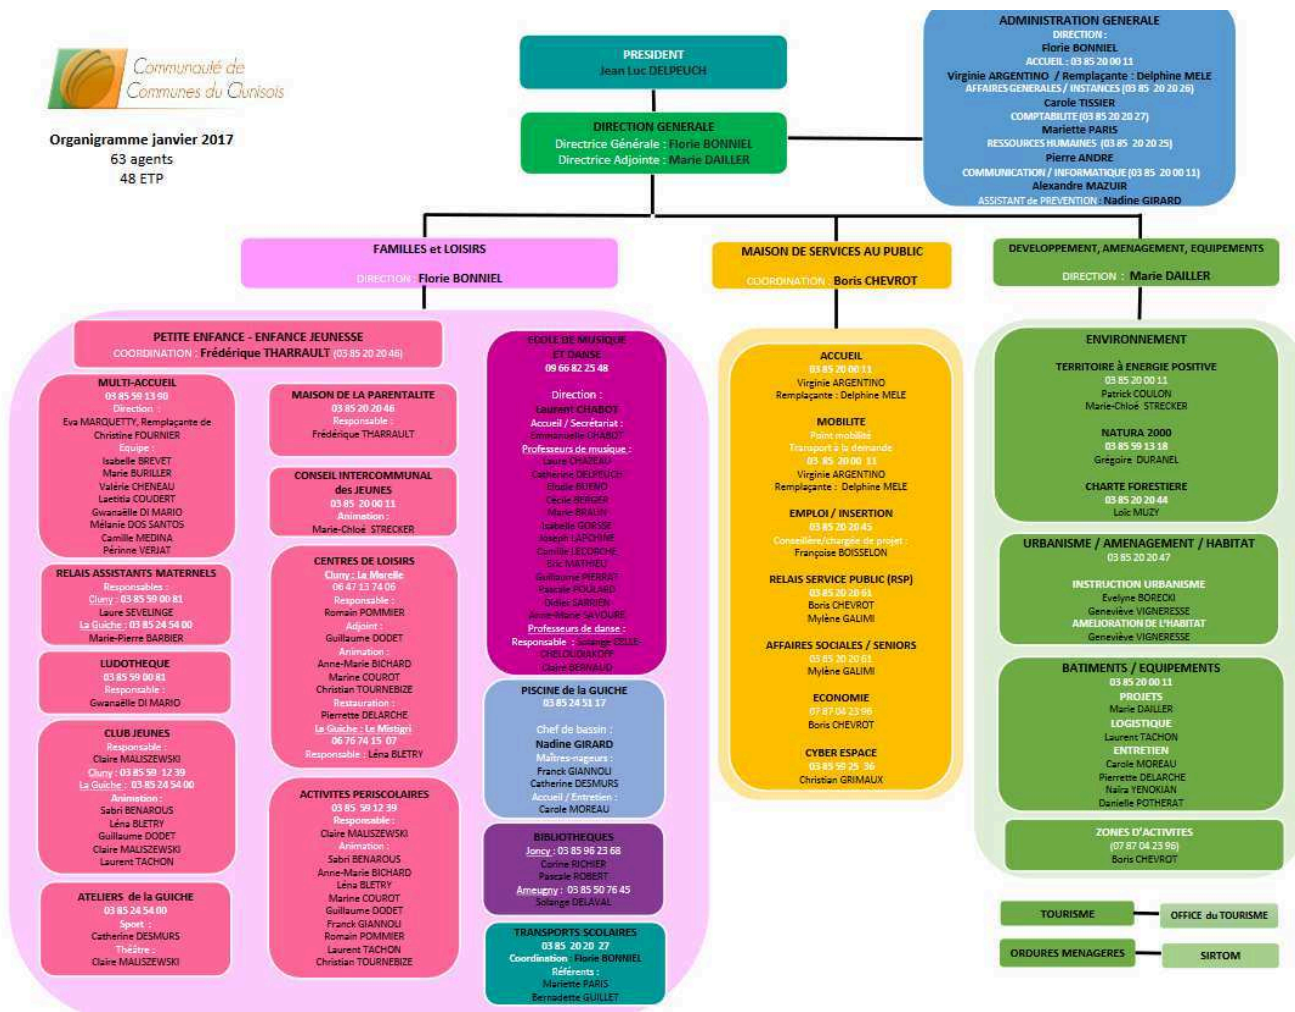 Communauté de
Communes du Clunisois
Organigramme janvier 2017
63 agents
48 ETP
PRESIDENT
Jean Luc DELPEUCH
DIRECTION GENERALE
Directrice Générale : Florie BONNIEL
Directrice Adjointe : Marie DAILLER
ADMINISTRATION GENERALE
DIRECTION :
Florie BONNIEL
ACCUEIL : 03 85 20 00 11
Virginie ARGENTINO / Remplaçante : Delphine MELE
AFFAIRES GENERALES / INSTANCES (03 85 20 20 26)
Carole TISSIER
COMPTABILITE (03 85 20 20 27)
Mariette PARIS
RESSOURCES HUMAINES (03 85 20 20 25)
Pierre ANDRE
COMMUNICATION / INFORMATIQUE (03 85 20 00 11)
Alexandre MAZUIR
ASSISTANT de PREVENTION : Nadine GIRARD
FAMILLES et LOISIRS
DIRECTION : Florie BONNIEL
MAISON DE SERVICES AU PUBLIC
COORDINATION : Boris CHEVROT
DEVELOPPEMENT, AMENAGEMENT, EQUIPEMENTS
DIRECTION : Marie DAILLER
PETITE ENFANCE - ENFANCE JEUNESSE
COORDINATION : Frédérique THARRAULT (03 85 20 20 46)
MULTI-ACCUEIL
03 85 59 13 90
Direction :
Eva MARQUETTY, Remplaçante de
Christine FOURNIER
Equipe :
Isabelle BREVET
Marie BURILLER
Valérie CHENEAU
Laetitia COUDERT
Gwanaëlle DI MARIO
Mélanie DOS SANTOS
Camille MEDINA
Périnne VERJAT
RELAIS ASSISTANTS MATERNELS
Responsables :
Cluny : 03 85 59 00 81
Laure SEVELINGE
La Guiche : 03 85 24 54 00
Marie-Pierre BARBIER
LUDOTHEQUE
03 85 59 00 81
Responsable :
Gwanaëlle DI MARIO
CLUB JEUNES
Responsable :
Claire MALISZEWSKI
Cluny : 03 85 59 12 39
La Guiche : 03 85 24 54 00
Animation :
Sabri BENAROUS
Léna BLETRY
Guillaume DODET
Claire MALISZEWSKI
Laurent TACHON
ATELIERS de la GUICHE
03 85 24 54 00
Sport :
Catherine DESMURS
Théâtre :
Claire MALISZEWSKI
MAISON DE LA PARENTALITE
03 85 20 20 46
Responsable :
Frédérique THARRAULT
CONSEIL INTERCOMMUNAL
des JEUNES
03 85 20 00 11
Animation :
Marie-Chloé STRECKER
CENTRES DE LOISIRS
Cluny : La Marelle
06 47 13 74 06
Responsable :
Romain POMMIER
Adjoint :
Guillaume DODET
Animation :
Anne-Marie BICHARD
Marine COUROT
Christian TOURNEBIZE
Restauration :
Pierrette DELARCHE
La Guiche : Le Mistigri
06 76 74 15 07
Responsable : Léna BLETRY
ACTIVITES PERISCOLAIRES
03 85 59 12 39
Responsable :
Claire MALISZEWSKI
Animation :
Sabri BENAROUS
Anne-Marie BICHARD
Léna BLETRY
Marine COUROT
Guillaume DODET
Franck GIANNOLI
Romain POMMIER
Laurent TACHON
Christian TOURNEBIZE
ECOLE DE MUSIQUE
ET DANSE
09 66 82 25 48
Direction :
Laurent CHABOT
Accueil / Secrétariat :
Emmanuelle CHABOT
Professeurs de musique :
Laure CHAZEAU
Catherine DELPEUCH
Elodie BUENO
Cécile BERGER
Marie BRAUN
Isabelle GORSSE
Joseph LAPCHINE
Camille LECORCHE
Eric MATHIEU
Guillaume PIERRAT
Pascale POULARD
Didier SARRIEN
Anne-Marie SAVOURE
Professeurs de danse :
Responsable : Solange CELLE-
CHELOUDIAKOFF
Claire BERNAUD
PISCINE de la GUICHE
03 85 24 51 17
Chef de bassin :
Nadine GIRARD
Maîtres-nageurs :
Franck GIANNOLI
Catherine DESMURS
Accueil / Entretien :
Carole MOREAU
BIBLIOTHEQUES
Joncy : 03 85 96 23 68
Corine RICHIER
Pascale ROBERT
Ameugny : 03 85 50 76 45
Solange DELAVAL
TRANSPORTS SCOLAIRES
03 85 20 20 27
Coordination : Florie BONNIEL
Référents :
Mariette PARIS
Bernadette GUILLET
ACCUEIL
03 85 20 00 11
Virginie ARGENTINO
Remplaçante : Delphine MELE
MOBILITE
Point mobilité
Transport à la demande
03 85 20 00 11
Virginie ARGENTINO
Remplaçante : Delphine MELE
EMPLOI / INSERTION
03 85 20 20 45
Conseillère/chargée de projet :
Françoise BOISSELON
RELAIS SERVICE PUBLIC (RSP)
03 85 20 20 61
Boris CHEVROT
Mylène GALIMI
AFFAIRES SOCIALES / SENIORS
03 85 20 20 61
Mylène GALIMI
ECONOMIE
07 87 04 23 96
Boris CHEVROT
CYBER ESPACE
03 85 59 25 36
Christian GRIMAUX
ENVIRONNEMENT
TERRITOIRE à ENERGIE POSITIVE
03 85 20 00 11
Patrick COULON
Marie-Chloé STRECKER
NATURA 2000
03 85 59 13 18
Grégoire DURANEL
CHARTE FORESTIERE
03 85 20 20 44
Loïc MUZY
URBANISME / AMENAGEMENT / HABITAT
03 85 20 20 47
INSTRUCTION URBANISME
Evelyne BORECKI
Geneviève VIGNERESSE
AMELIORATION DE L'HABITAT
Geneviève VIGNERESSE
BATIMENTS / EQUIPEMENTS
03 85 20 00 11
PROJETS
Marie DAILLER
LOGISTIQUE
Laurent TACHON
ENTRETIEN
Carole MOREAU
Pierrette DELARCHE
Naïra YENOKIAN
Danielle POTHERAT
ZONES D'ACTIVITES
(07 87 04 23 96)
Boris CHEVROT
TOURISME
OFFICE du TOURISME
ORDURES MENAGERES
SIRTOM